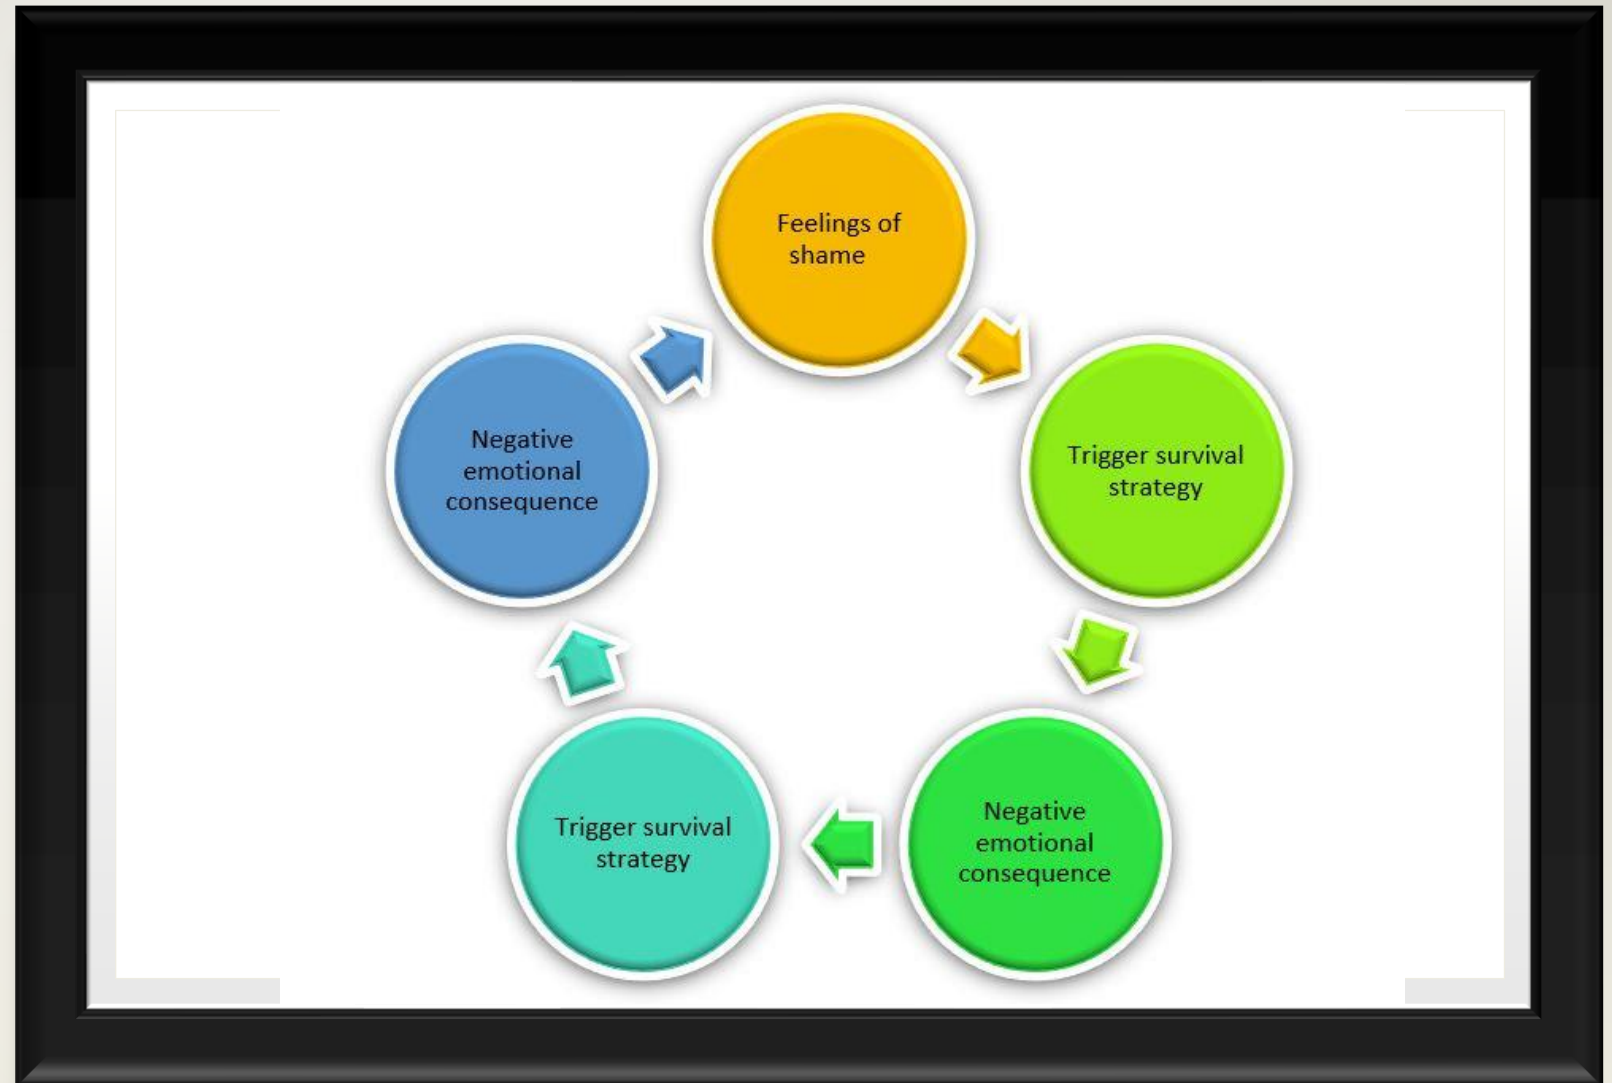 Feelings of
shame
Trigger survival
strategy
Negative
emotional
consequence
Trigger survival
strategy
Negative
emotional
consequence